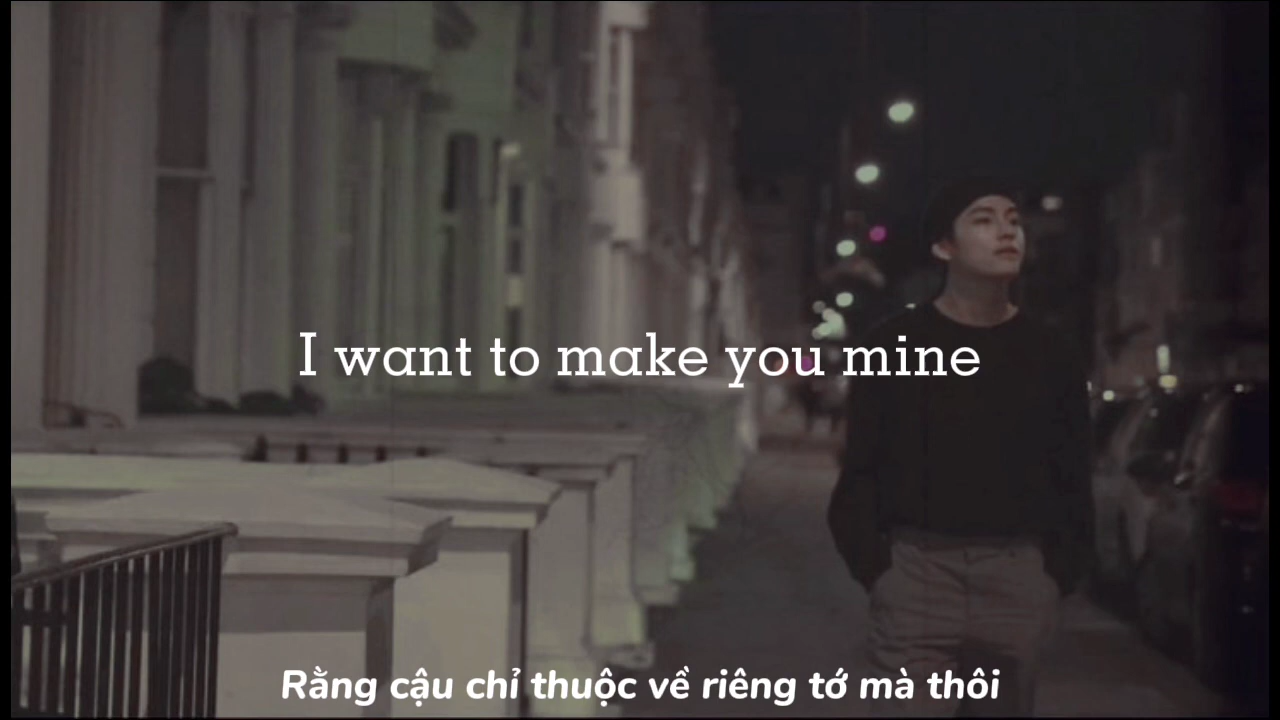 I want to make you mine
Rằng cậu chỉ thuộc về riêng tớ mà thôi